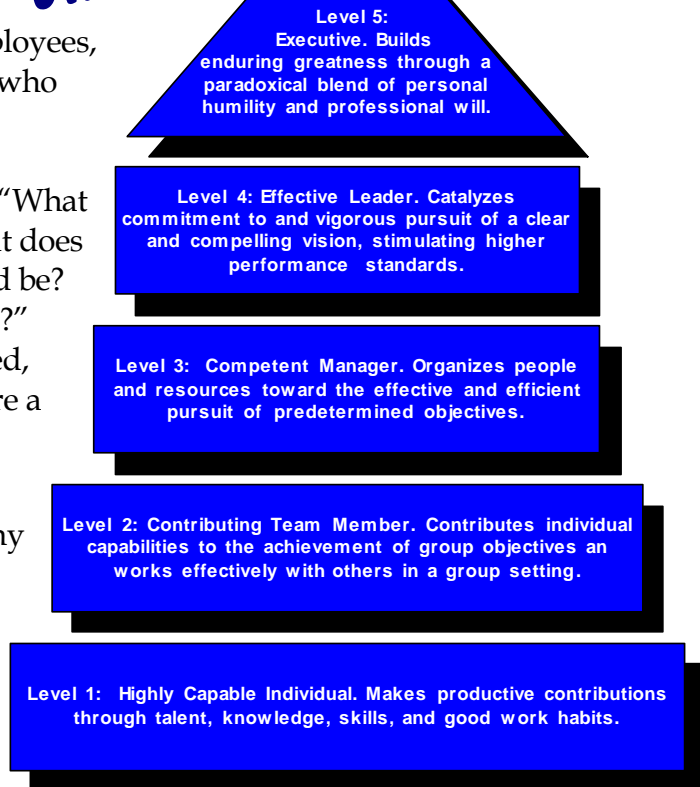 ployees,
who
“What
t does
d be?
?”
ed,
re a
ny
Level 5:
Executive. Builds
enduring greatness through a
paradoxical blend of personal
humility and professional will.
Level 4: Effective Leader. Catalyzes
commitment to and vigorous pursuit of a clear
and compelling vision, stimulating higher
performance standards.
Level 3: Competent Manager. Organizes people
and resources toward the effective and efficient
pursuit of predetermined objectives.
Level 2: Contributing Team Member. Contributes individual
capabilities to the achievement of group objectives an
works effectively with others in a group setting.
Level 1: Highly Capable Individual. Makes productive contributions
through talent, knowledge, skills, and good work habits.